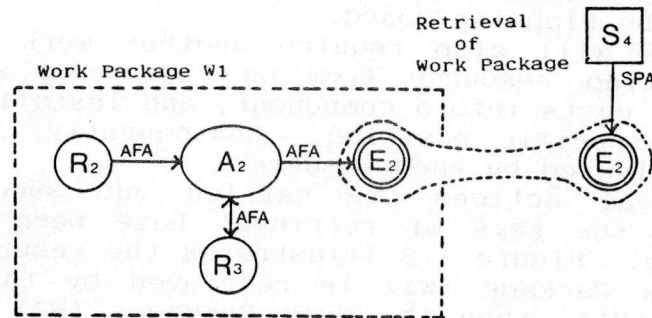 Retrieval
of
Work Package
S4
SPA
Work Package W1
R2
AFA
A2
AFA
E2
E2
AFA
R3